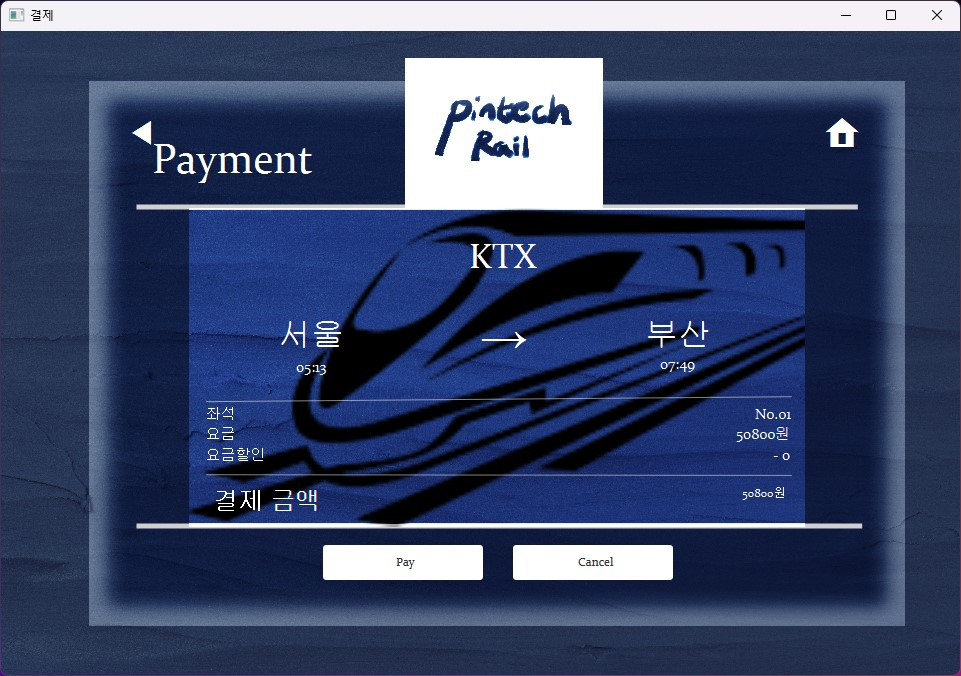 결제
pintech
Rail
Payment
KTX
서울 → 부산
05:13 07:49
좌석 No.01
요금 50800원
요금할인 - 0
결제 금액 50800원
Pay Cancel